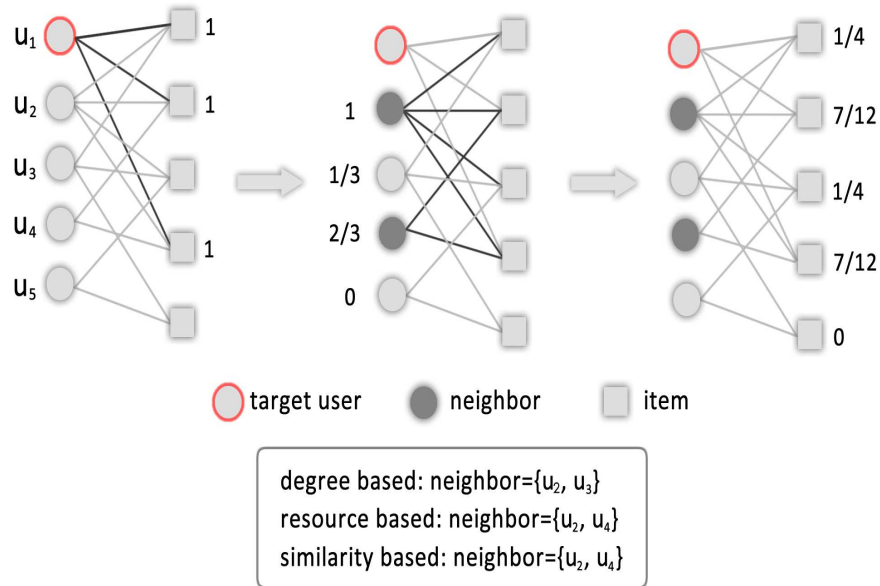 u₁ 1
u₂ 1
u₃
u₄ 1
u₅
1
1/3
2/3
0
1/4
7/12
1/4
7/12
0
target user neighbor item
degree based: neighbor={u₂, u₃}
resource based: neighbor={u₂, u₄}
similarity based: neighbor={u₂, u₄}